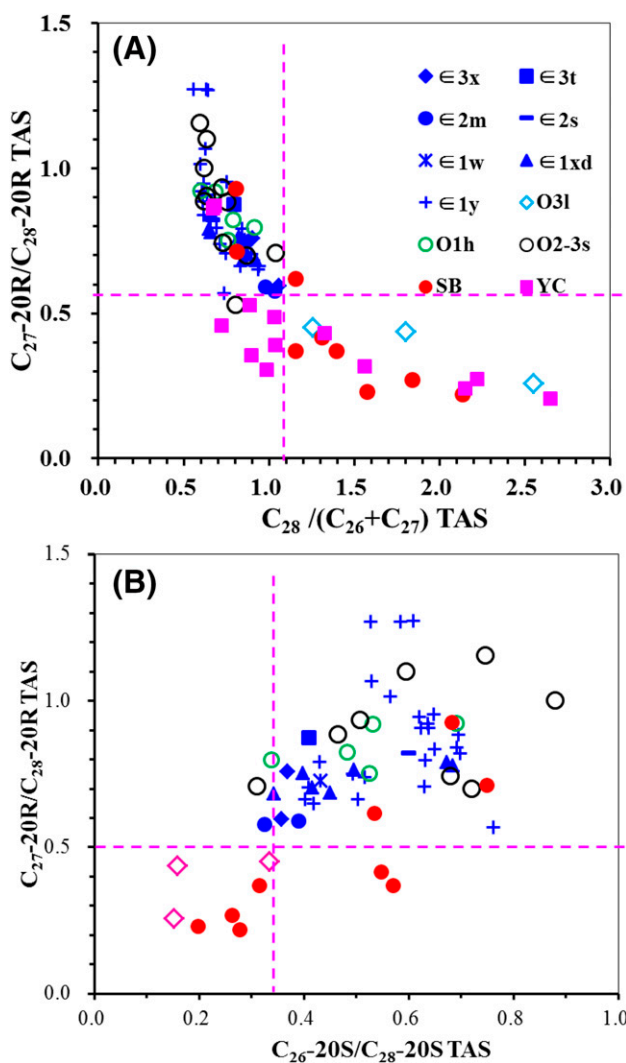 (A)
∈3x ∈3t
∈2m ∈2s
∈1w ∈1xd
∈1y O3l
O1h O2-3s
SB YC
C₂₇-20R/C₂₈-20R TAS
1.5
1.0
0.5
0.0
0.0 0.5 1.0 1.5 2.0 2.5 3.0
C₂₈ /(C₂₆+C₂₇) TAS
(B)
C₂₇-20R/C₂₈-20R TAS
1.5
1.0
0.5
0.0
0.0 0.2 0.4 0.6 0.8 1.0
C₂₆-20S/C₂₈-20S TAS